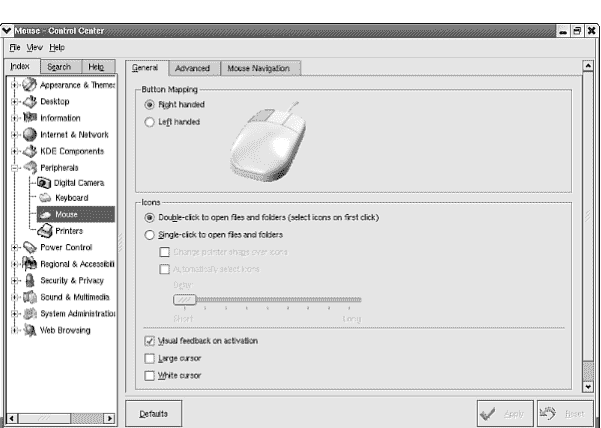 Mouse - Control Center
File View Help
Index Search Help
Appearance & Themes
Desktop
Information
Internet & Network
KDE Components
Peripherals
Digital Camera
Keyboard
Mouse
Printers
Power Control
Regional & Accessibili
Security & Privacy
Sound & Multimedia
System Administration
Web Browsing
General Advanced Mouse Navigation
Button Mapping
Right handed
Left handed
Icons
Double-click to open files and folders (select icons on first click)
Single-click to open files and folders
Change pointer shape over icons
Automatically select icons
Delay:
Short Long
Visual feedback on activation
Large cursor
White cursor
Defaults Apply Reset